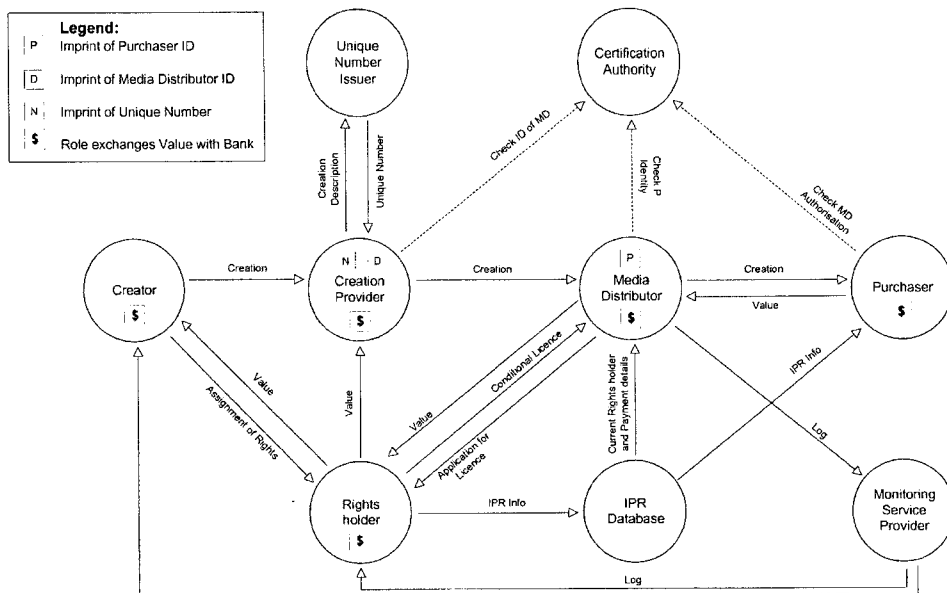 Legend:
P Imprint of Purchaser ID
D Imprint of Media Distributor ID
N Imprint of Unique Number
$ Role exchanges Value with Bank
Unique
Number
Issuer
Certification
Authority
Creation
Description
Unique Number
Check ID of MD
Check P
Identity
Check MD
Authorisation
Creator
$
Creation
N D
Creation
Provider
$
Creation
P
Media
Distributor
$
Creation
Value
Purchaser
$
Value
Assignment of Rights
Value
Value
Conditional Licence
Application for
Licence
Current Rights holder
and Payment details
IPR Info
Log
Rights
holder
$
IPR Info
IPR
Database
Monitoring
Service
Provider
Log